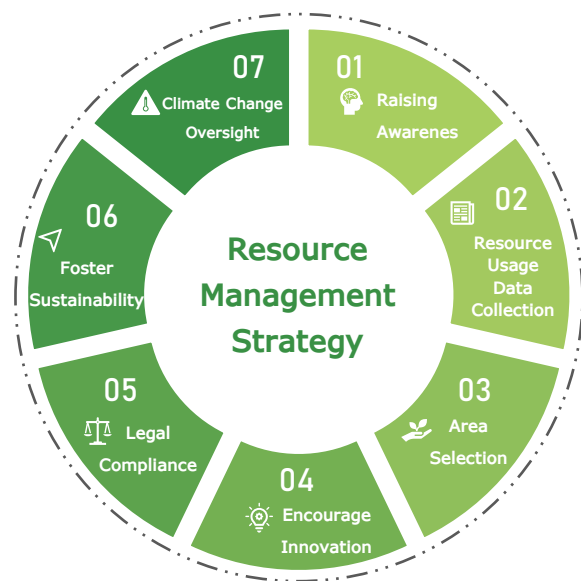 Resource
Management
Strategy
01
Raising
Awarenes
02
Resource
Usage
Data
Collection
03
Area
Selection
04
Encourage
Innovation
05
Legal
Compliance
06
Foster
Sustainability
07
Climate Change
Oversight